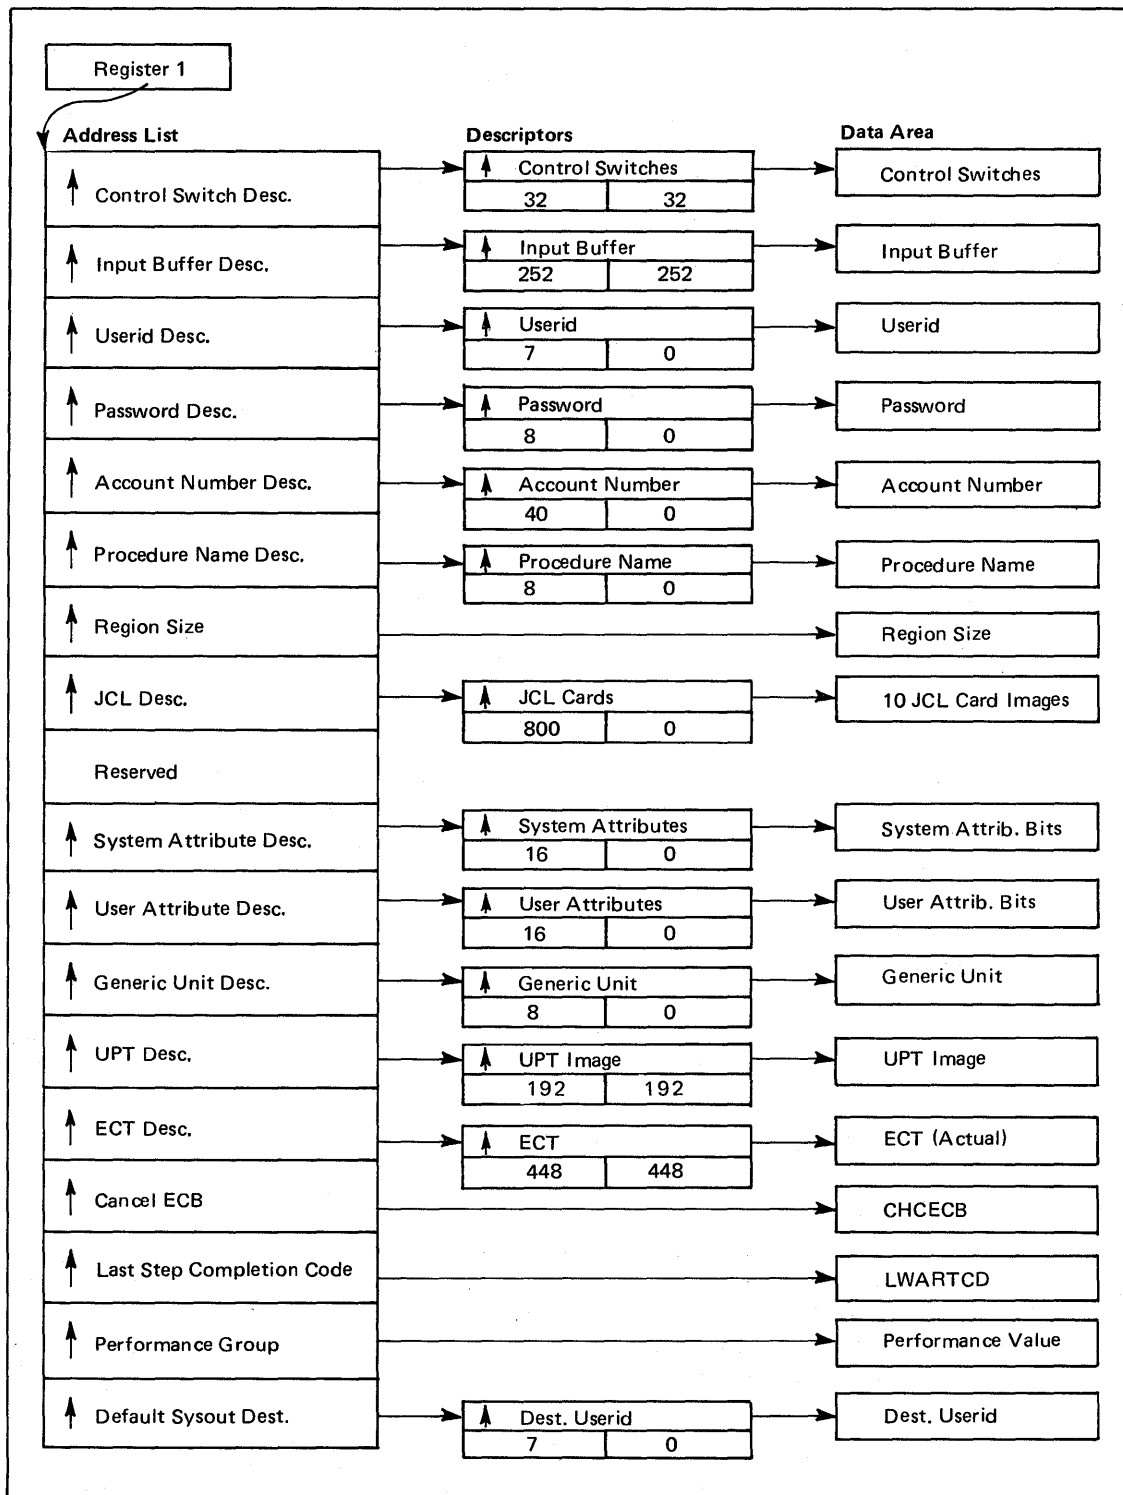 Register 1
Address List Descriptors Data Area
Control Switch Desc. Control Switches Control Switches
32 32
Input Buffer Desc. Input Buffer Input Buffer
252 252
Userid Desc. Userid Userid
7 0
Password Desc. Password Password
8 0
Account Number Desc. Account Number Account Number
40 0
Procedure Name Desc. Procedure Name Procedure Name
8 0
Region Size Region Size
JCL Desc. JCL Cards 10 JCL Card Images
800 0
Reserved
System Attribute Desc. System Attributes System Attrib. Bits
16 0
User Attribute Desc. User Attributes User Attrib. Bits
16 0
Generic Unit Desc. Generic Unit Generic Unit
8 0
UPT Desc. UPT Image UPT Image
192 192
ECT Desc. ECT ECT (Actual)
448 448
Cancel ECB CHCECB
Last Step Completion Code LWARTCD
Performance Group Performance Value
Default Sysout Dest. Dest. Userid Dest. Userid
7 0